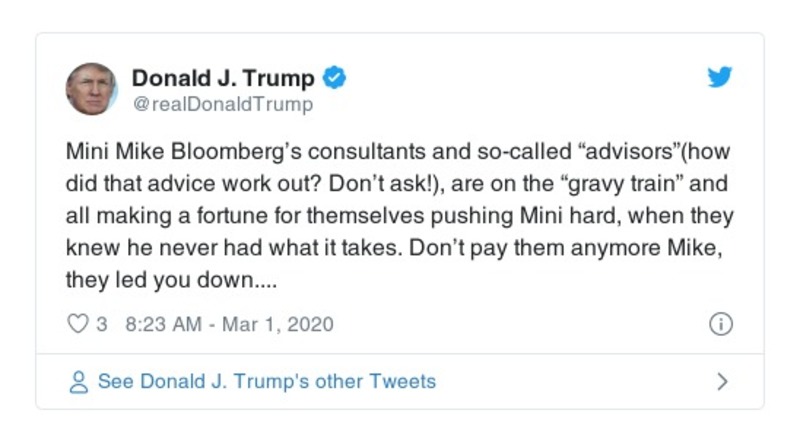 Donald J. Trump
@realDonaldTrump
Mini Mike Bloomberg’s consultants and so-called “advisors”(how
did that advice work out? Don’t ask!), are on the “gravy train” and
all making a fortune for themselves pushing Mini hard, when they
knew he never had what it takes. Don’t pay them anymore Mike,
they led you down....
3 8:23 AM - Mar 1, 2020
See Donald J. Trump's other Tweets